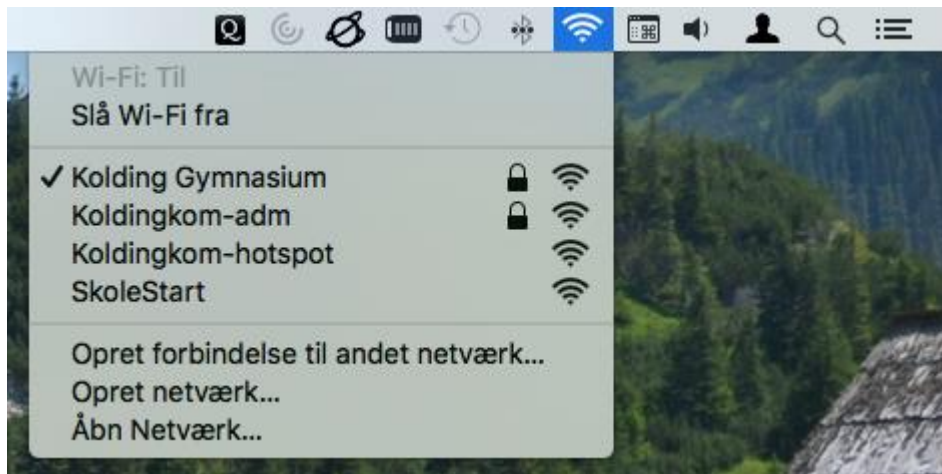 Wi-Fi: Til
Slå Wi-Fi fra
Kolding Gymnasium
Koldingkom-adm
Koldingkom-hotspot
SkoleStart
Opret forbindelse til andet netværk...
Opret netværk...
Åbn Netværk...